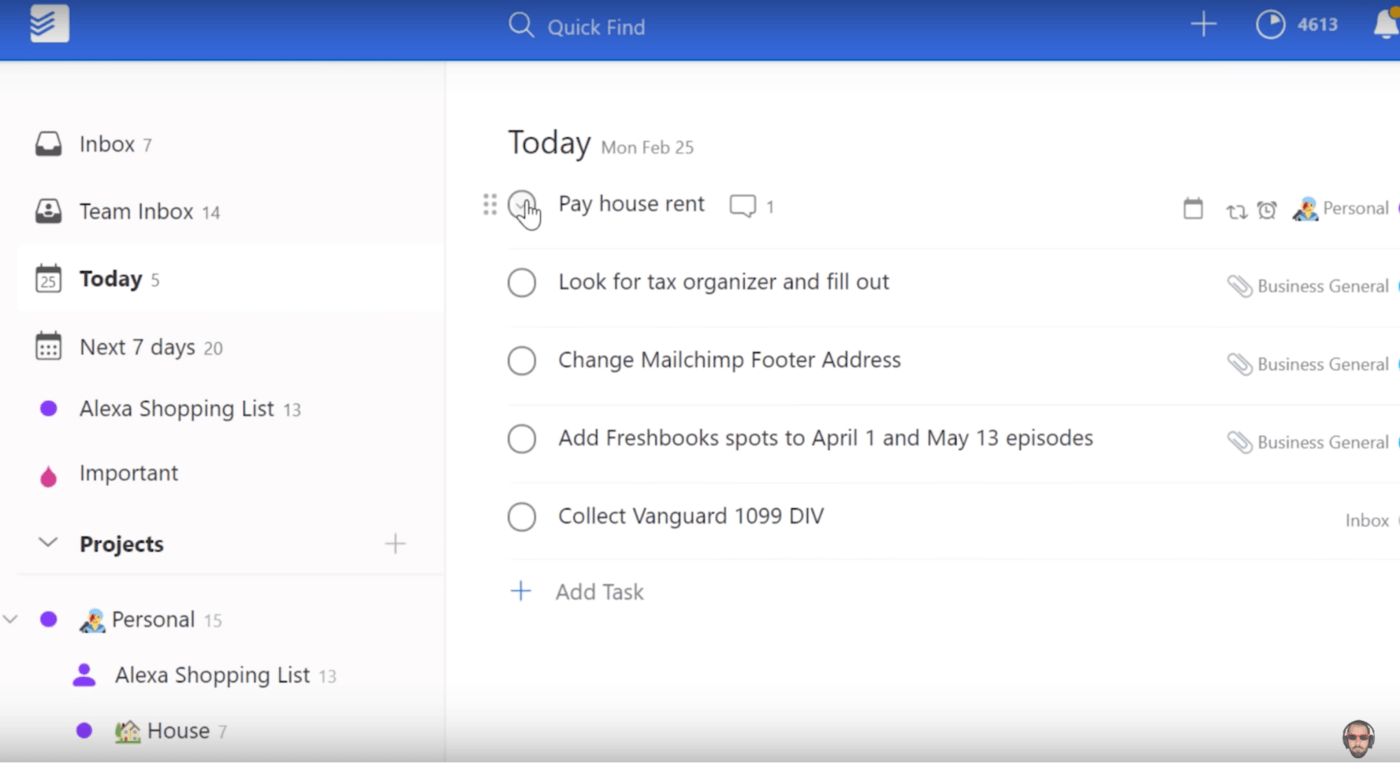 Quick Find
4613
Inbox 7
Team Inbox 14
25 Today 5
Next 7 days 20
Alexa Shopping List 13
Important
Projects
Personal 15
Alexa Shopping List 13
House 7
Today Mon Feb 25
Pay house rent 1 Personal
Look for tax organizer and fill out Business General
Change Mailchimp Footer Address Business General
Add Freshbooks spots to April 1 and May 13 episodes Business General
Collect Vanguard 1099 DIV Inbox
Add Task